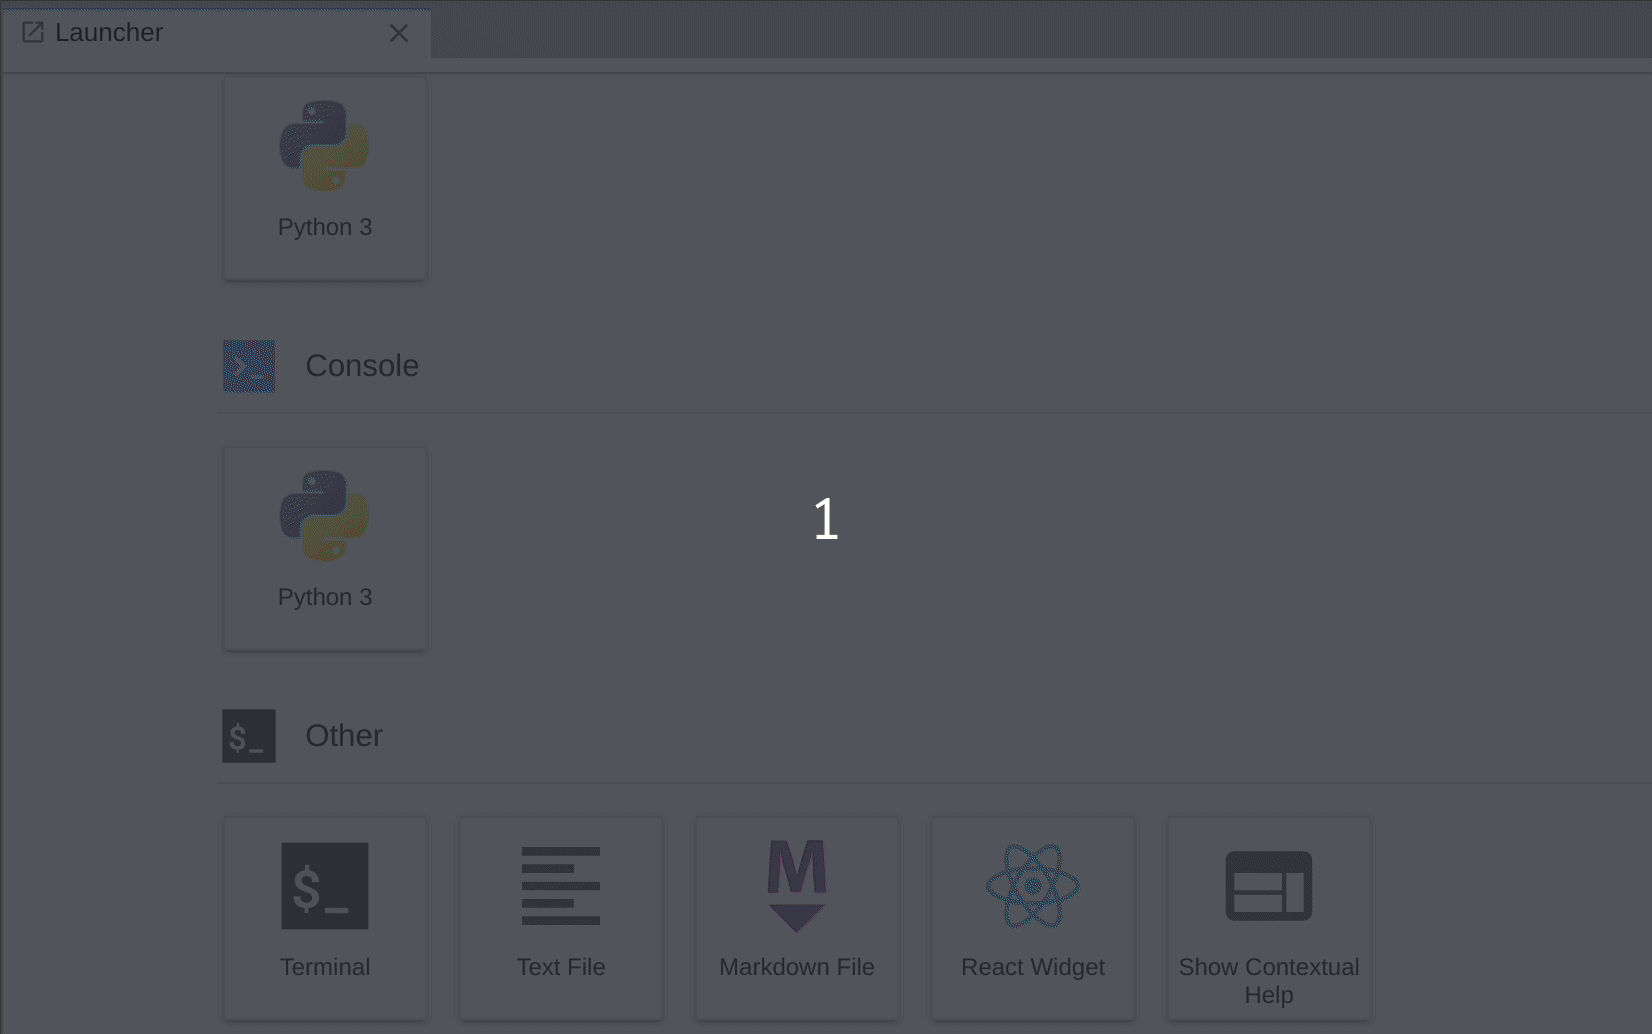 Launcher
Python 3
Console
Python 3
1
$_ Other
$_
M
Terminal
Text File
Markdown File
React Widget
Show Contextual
Help